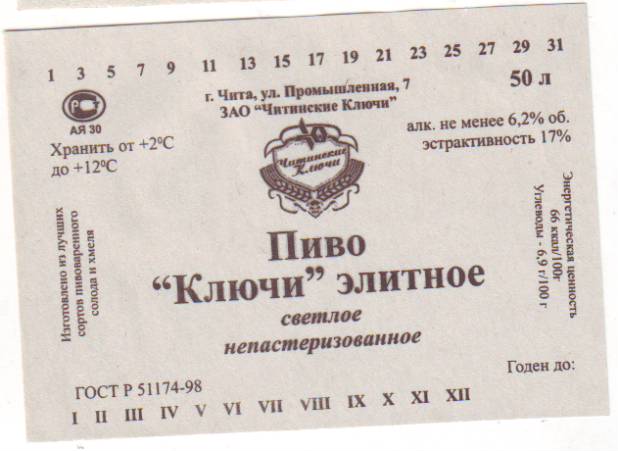 1 3 5 7 9 11 13 15 17 19 21 23 25 27 29 31
г. Чита, ул. Промышленная, 7
ЗАО "Читинские Ключи"
50 л
РСТ
АЯ 30
Хранить от +2⁰С
до +12⁰С
алк. не менее 6,2% об.
эстрактивность 17%
Читинские
Ключи
Изготовлено из лучших
сортов пивоваренного
солода и хмеля
Энергетическая ценность
66 ккал/100г
Углеводы - 6,9 г/100 г
Пиво
"Ключи" элитное
светлое
непастеризованное
Годен до:
ГОСТ Р 51174-98
I II III IV V VI VII VIII IX X XI XII